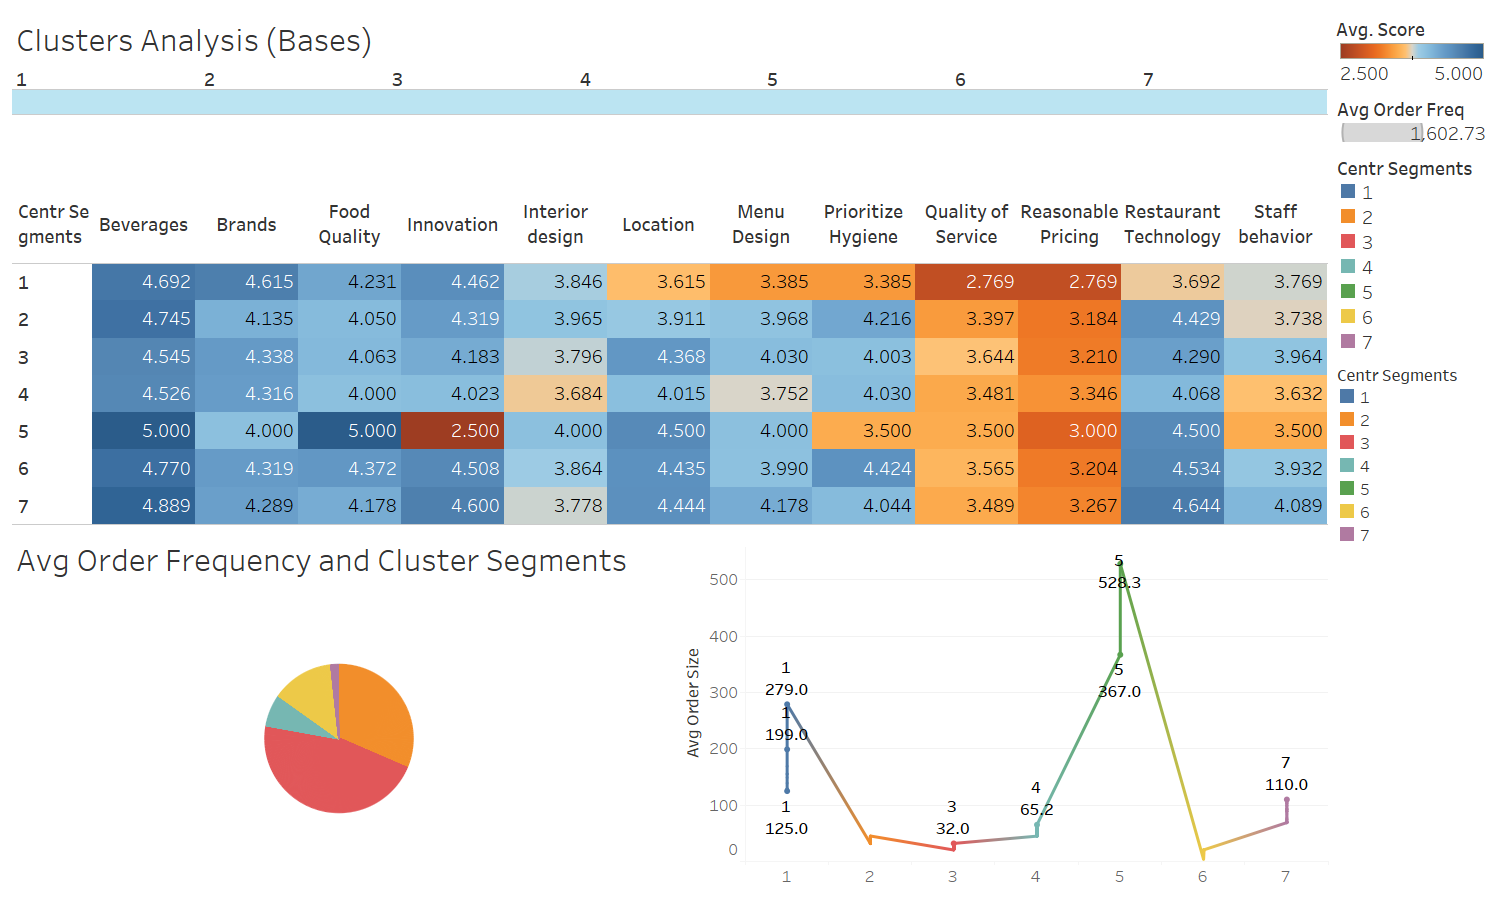 Clusters Analysis (Bases)
1 2 3 4 5 6 7
Centr Se
gments
Beverages
Brands
Food
Quality
Innovation
Interior
design
Location
Menu
Design
Prioritize
Hygiene
Quality of
Service
Reasonable
Pricing
Restaurant
Technology
Staff
behavior
1 4.692 4.615 4.231 4.462 3.846 3.615 3.385 3.385 2.769 2.769 3.692 3.769
2 4.745 4.135 4.050 4.319 3.965 3.911 3.968 4.216 3.397 3.184 4.429 3.738
3 4.545 4.338 4.063 4.183 3.796 4.368 4.030 4.003 3.644 3.210 4.290 3.964
4 4.526 4.316 4.000 4.023 3.684 4.015 3.752 4.030 3.481 3.346 4.068 3.632
5 5.000 4.000 5.000 2.500 4.000 4.500 4.000 3.500 3.500 3.000 4.500 3.500
6 4.770 4.319 4.372 4.508 3.864 4.435 3.990 4.424 3.565 3.204 4.534 3.932
7 4.889 4.289 4.178 4.600 3.778 4.444 4.178 4.044 3.489 3.267 4.644 4.089
Avg. Score
2.500 5.000
Avg Order Freq
1,602.73
Centr Segments
1
2
3
4
5
6
7
Centr Segments
1
2
3
4
5
6
7
Avg Order Frequency and Cluster Segments
Avg Order Size
500
400
300
200
100
0
1
279.0
1
199.0
1
125.0
3
32.0
4
65.2
5
528.3
5
367.0
7
110.0
1 2 3 4 5 6 7